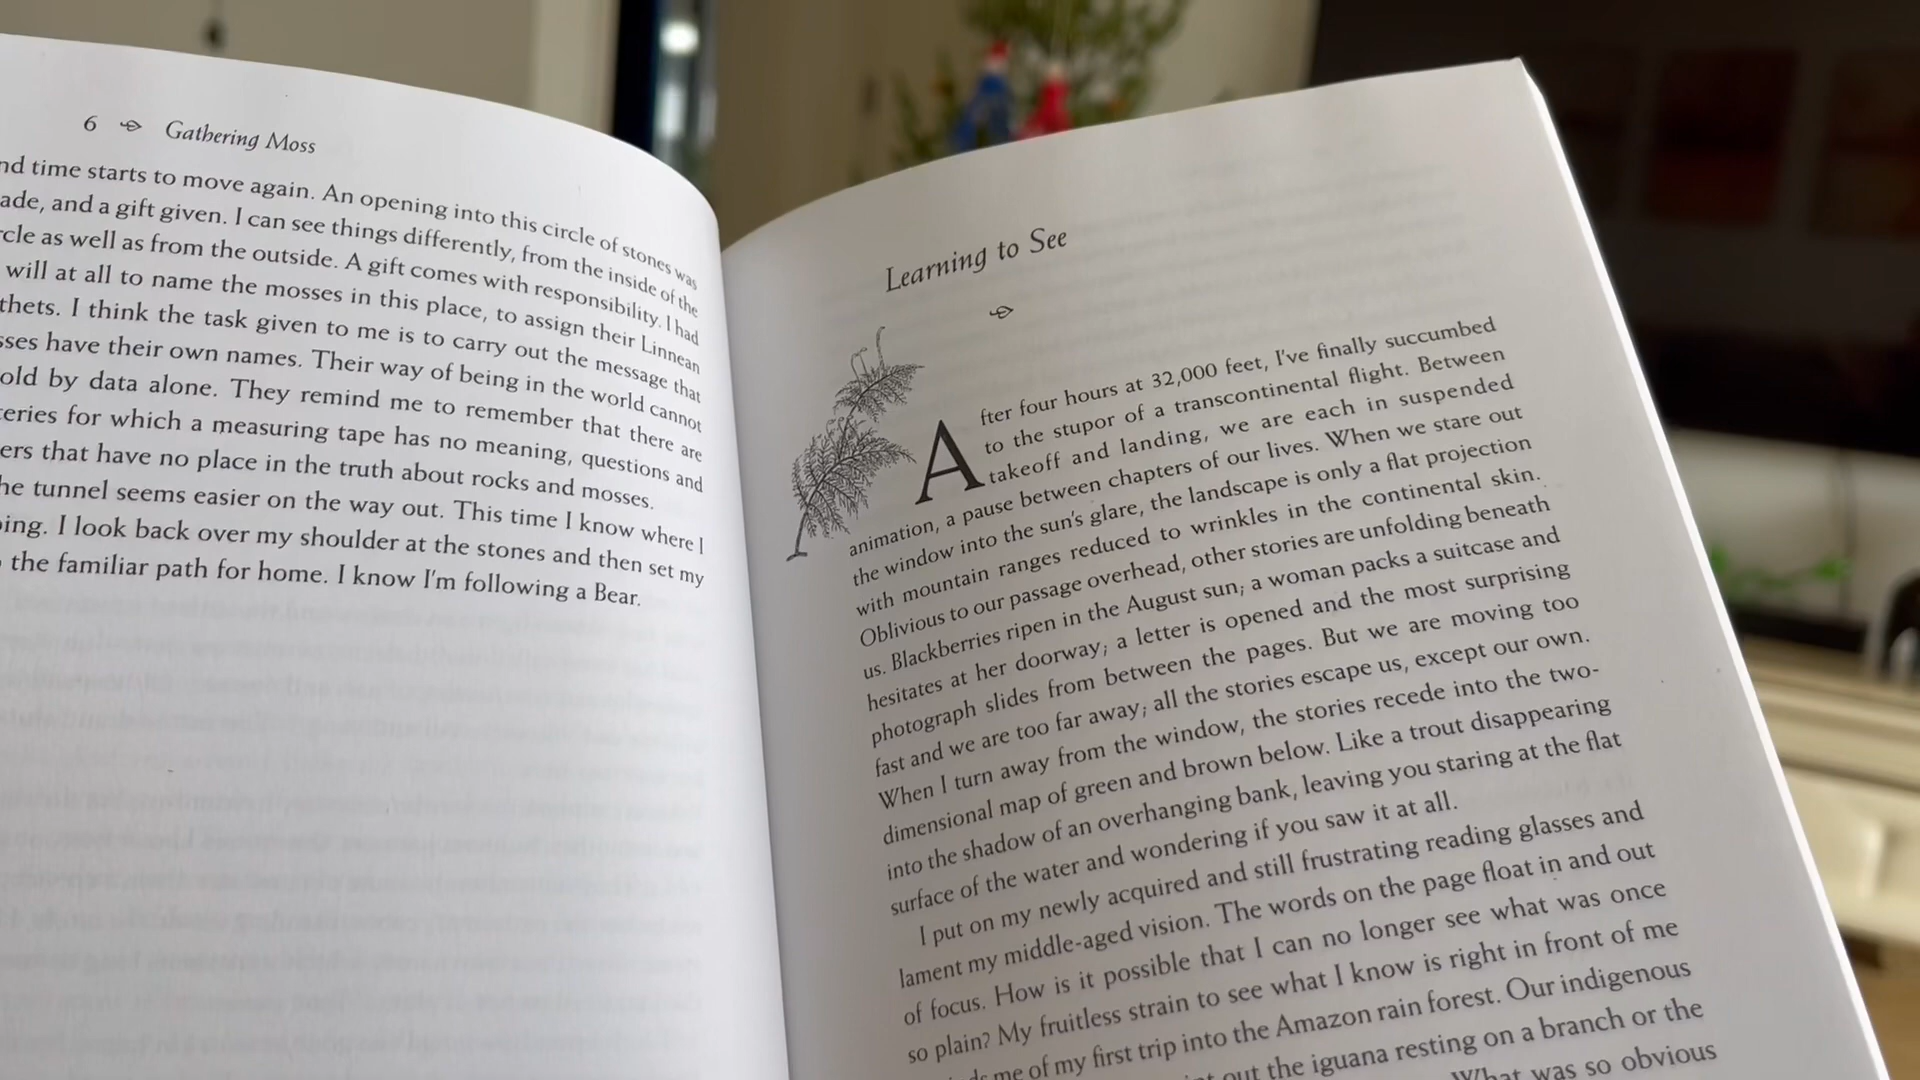 6 Gathering Moss
nd time starts to move again. An opening into this circle of stones was
ade, and a gift given. I can see things differently, from the inside of the
rcle as well as from the outside. A gift comes with responsibility. I had
will at all to name the mosses in this place, to assign their Linnean
thets. I think the task given to me is to carry out the message that
sses have their own names. Their way of being in the world cannot
old by data alone. They remind me to remember that there are
teries for which a measuring tape has no meaning, questions and
ers that have no place in the truth about rocks and mosses.
he tunnel seems easier on the way out. This time I know where I
oing. I look back over my shoulder at the stones and then set my
the familiar path for home. I know I'm following a Bear.
Learning to See
After four hours at 32,000 feet, I've finally succumbed
to the stupor of a transcontinental flight. Between
takeoff and landing, we are each in suspended
animation, a pause between chapters of our lives. When we stare out
the window into the sun's glare, the landscape is only a flat projection
with mountain ranges reduced to wrinkles in the continental skin.
Oblivious to our passage overhead, other stories are unfolding beneath
us. Blackberries ripen in the August sun; a woman packs a suitcase and
hesitates at her doorway; a letter is opened and the most surprising
photograph slides from between the pages. But we are moving too
fast and we are too far away; all the stories escape us, except our own.
When I turn away from the window, the stories recede into the two-
dimensional map of green and brown below. Like a trout disappearing
into the shadow of an overhanging bank, leaving you staring at the flat
surface of the water and wondering if you saw it at all.
I put on my newly acquired and still frustrating reading glasses and
lament my middle-aged vision. The words on the page float in and out
of focus. How is it possible that I can no longer see what was once
so plain? My fruitless strain to see what I know is right in front of me
me of my first trip into the Amazon rain forest. Our indigenous
out the iguana resting on a branch or the
What was so obvious